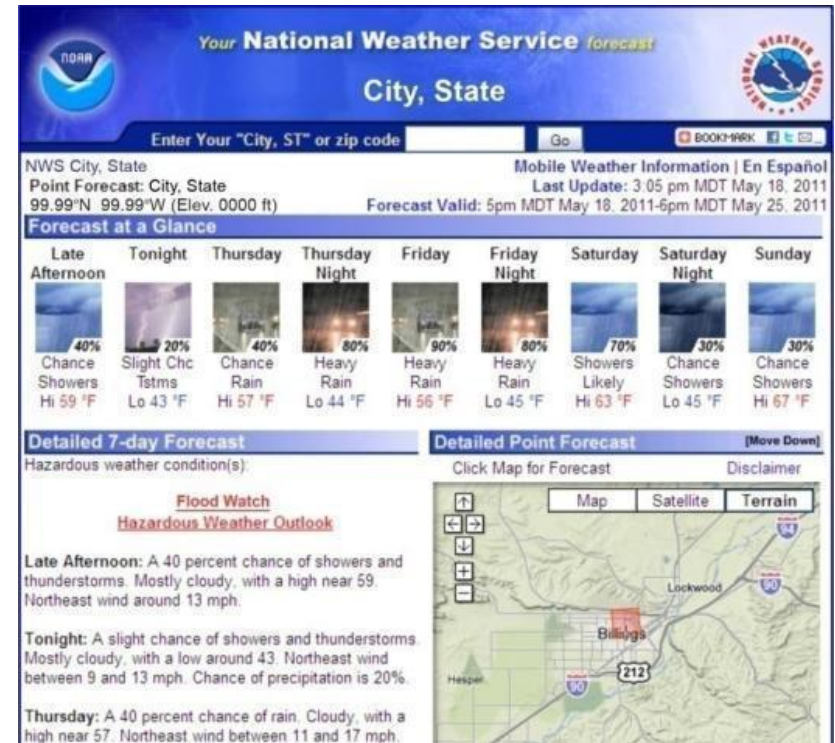 NOAA
Your National Weather Service forecast
City, State
NATIONAL WEATHER SERVICE
Enter Your "City, ST" or zip code
Go
BOOKMARK
NWS City, State
Mobile Weather Information | En Español
Point Forecast: City, State
Last Update: 3:05 pm MDT May 18, 2011
99.99°N 99.99°W (Elev. 0000 ft)
Forecast Valid: 5pm MDT May 18, 2011-6pm MDT May 25, 2011
Forecast at a Glance
Late Afternoon
40%
Chance
Showers
Hi 59 °F
Tonight
20%
Slight Chc
Tstms
Lo 43 °F
Thursday
40%
Chance
Rain
Hi 57 °F
Thursday Night
80%
Heavy
Rain
Lo 44 °F
Friday
90%
Heavy
Rain
Hi 56 °F
Friday Night
80%
Heavy
Rain
Lo 45 °F
Saturday
70%
Showers
Likely
Hi 63 °F
Saturday Night
30%
Chance
Showers
Lo 45 °F
Sunday
30%
Chance
Showers
Hi 67 °F
Detailed 7-day Forecast
Hazardous weather condition(s):
Flood Watch
Hazardous Weather Outlook
Late Afternoon: A 40 percent chance of showers and
thunderstorms. Mostly cloudy, with a high near 59.
Northeast wind around 13 mph.
Tonight: A slight chance of showers and thunderstorms.
Mostly cloudy, with a low around 43. Northeast wind
between 9 and 13 mph. Chance of precipitation is 20%.
Thursday: A 40 percent chance of rain. Cloudy, with a
high near 57. Northeast wind between 11 and 17 mph.
Detailed Point Forecast
[Move Down]
Click Map for Forecast
Disclaimer
Map
Satellite
Terrain
94
Lockwood
90
Billings
212
Hesper
90